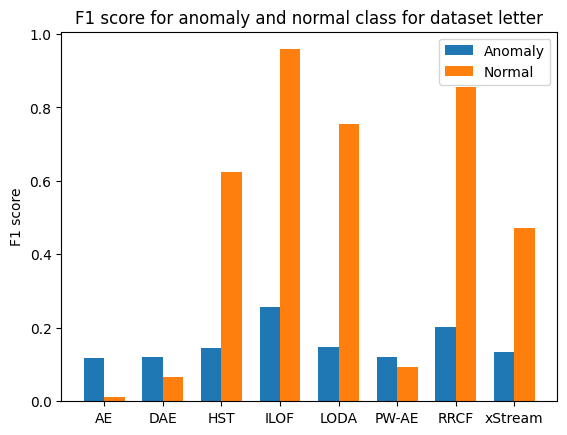 F1 score for anomaly and normal class for dataset letter
Anomaly
Normal
F1 score
1.0
0.8
0.6
0.4
0.2
0.0
AE DAE HST ILOF LODA PW-AE RRCF xStream